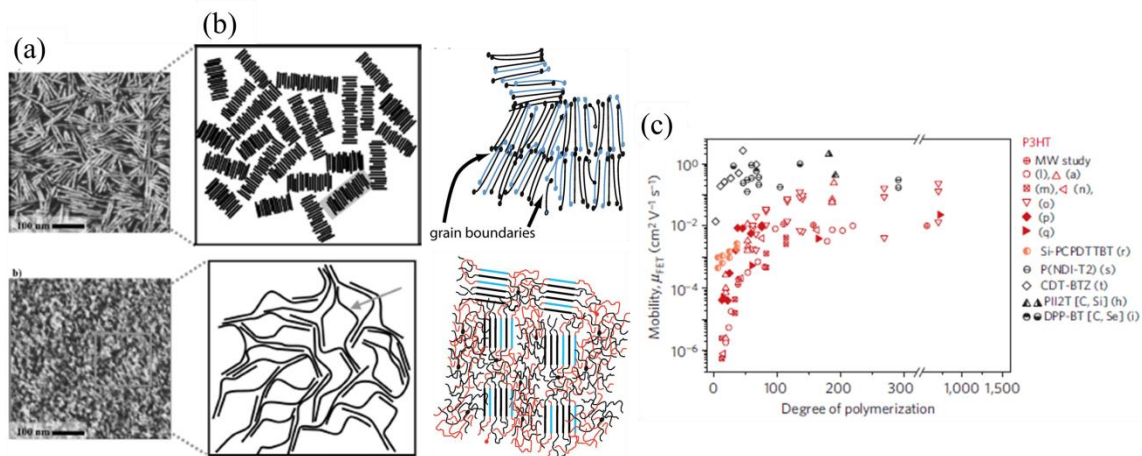 (a)
(b)
100 nm
grain boundaries
b)
100 nm
(c)
Mobility, μFET (cm² V⁻¹ s⁻¹)
10⁰
10⁻²
10⁻⁴
10⁻⁶
0
100
200
300
1,000
1,500
Degree of polymerization
P3HT
MW study
(l), (a)
(m), (n),
(o)
(p)
(q)
Si-PCPDTTBT (r)
P(NDI-T2) (s)
CDT-BTZ (t)
PII2T [C, Si] (h)
DPP-BT [C, Se] (i)